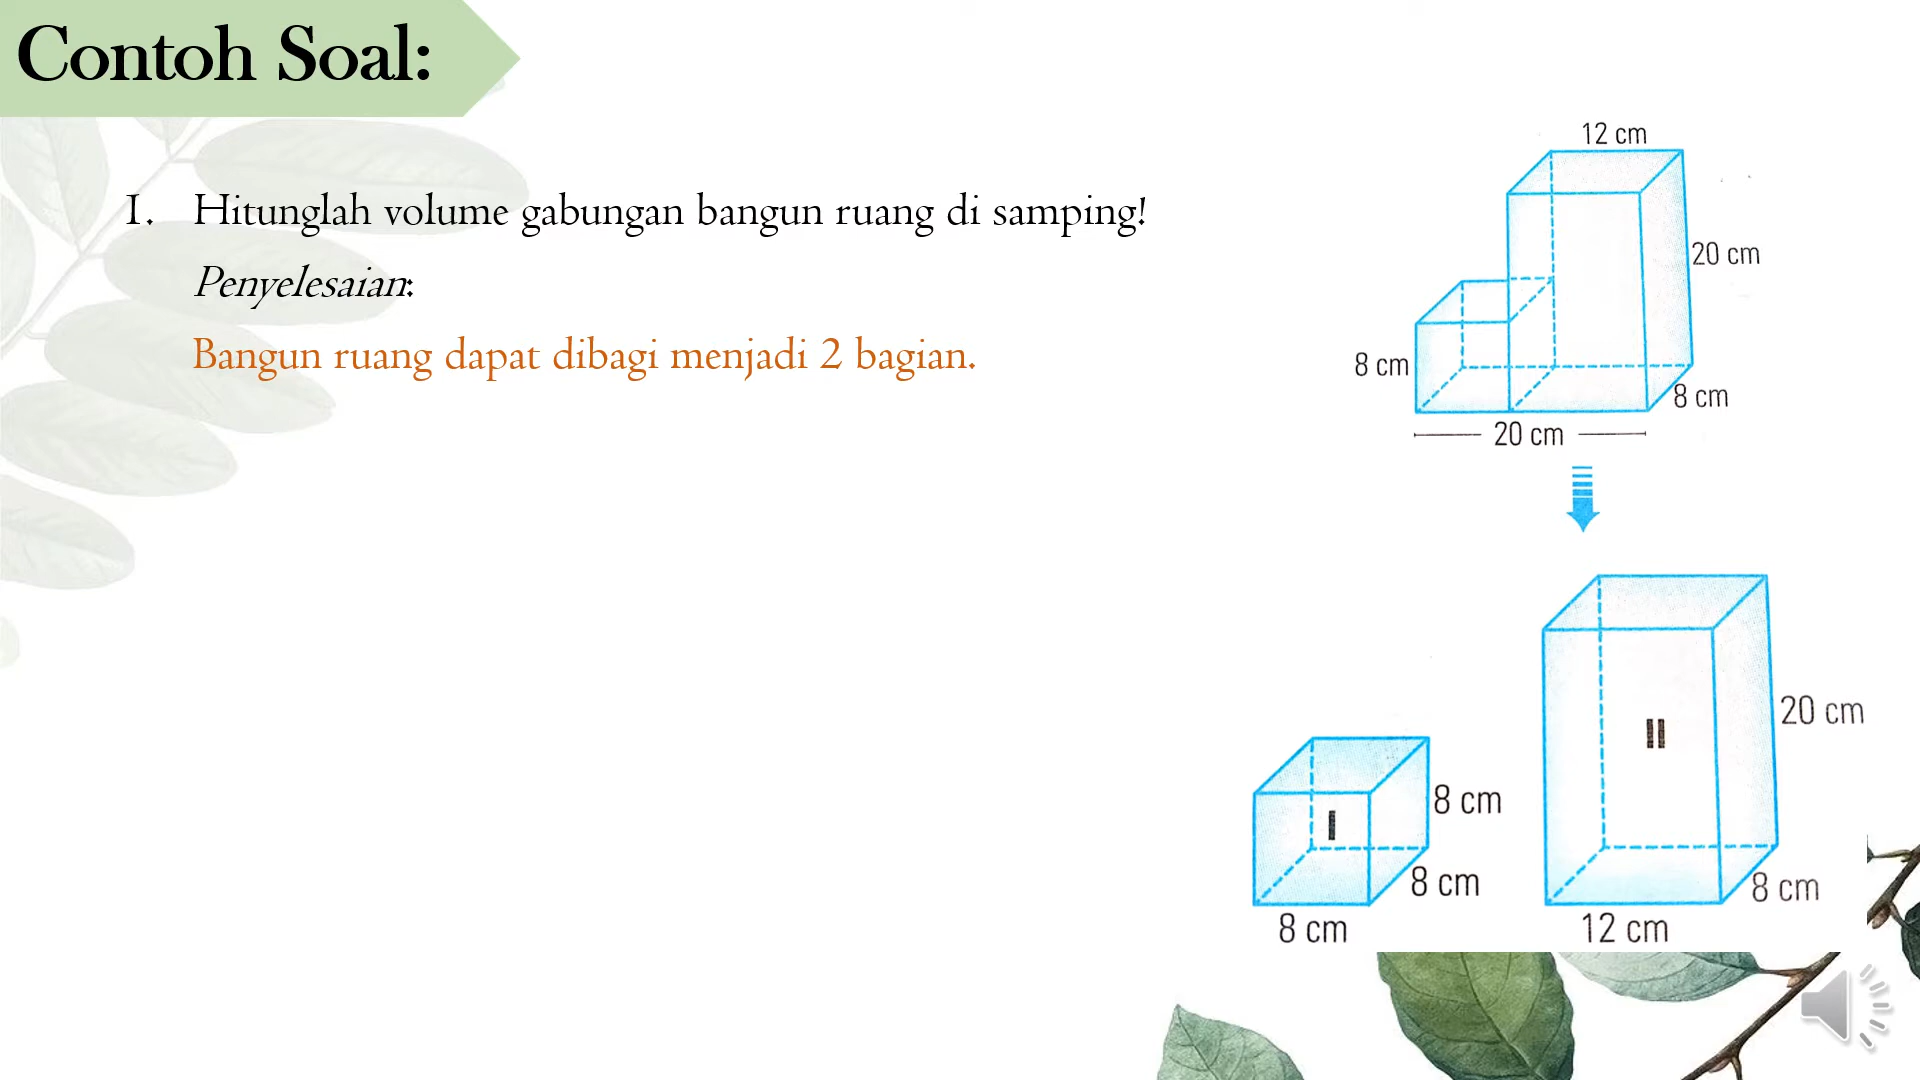 Contoh Soal:
1. Hitunglah volume gabungan bangun ruang di samping!
Penyelesaian:
Bangun ruang dapat dibagi menjadi 2 bagian.
12 cm
20 cm
8 cm
8 cm
20 cm
II
20 cm
I
8 cm
8 cm
8 cm
8 cm
12 cm